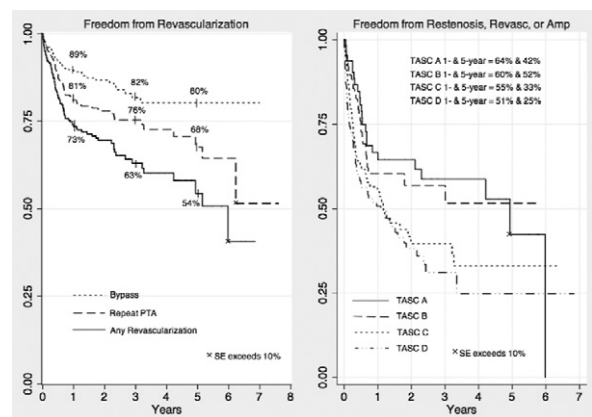 Freedom from Revascularization
1.00
0.75
0.50
0.25
0.00
89%
82%
80%
81%
76%
68%
73%
63%
54%
Bypass
Repeat PTA
Any Revascularization
× SE exceeds 10%
0 1 2 3 4 5 6 7 8
Years
Freedom from Restenosis, Revasc, or Amp
TASC A 1- & 5-year = 64% & 42%
TASC B 1- & 5-year = 60% & 52%
TASC C 1- & 5-year = 55% & 33%
TASC D 1- & 5-year = 51% & 25%
1.00
0.75
0.50
0.25
0.00
TASC A
TASC B
TASC C
TASC D
×SE exceeds 10%
0 1 2 3 4 5 6 7
Years